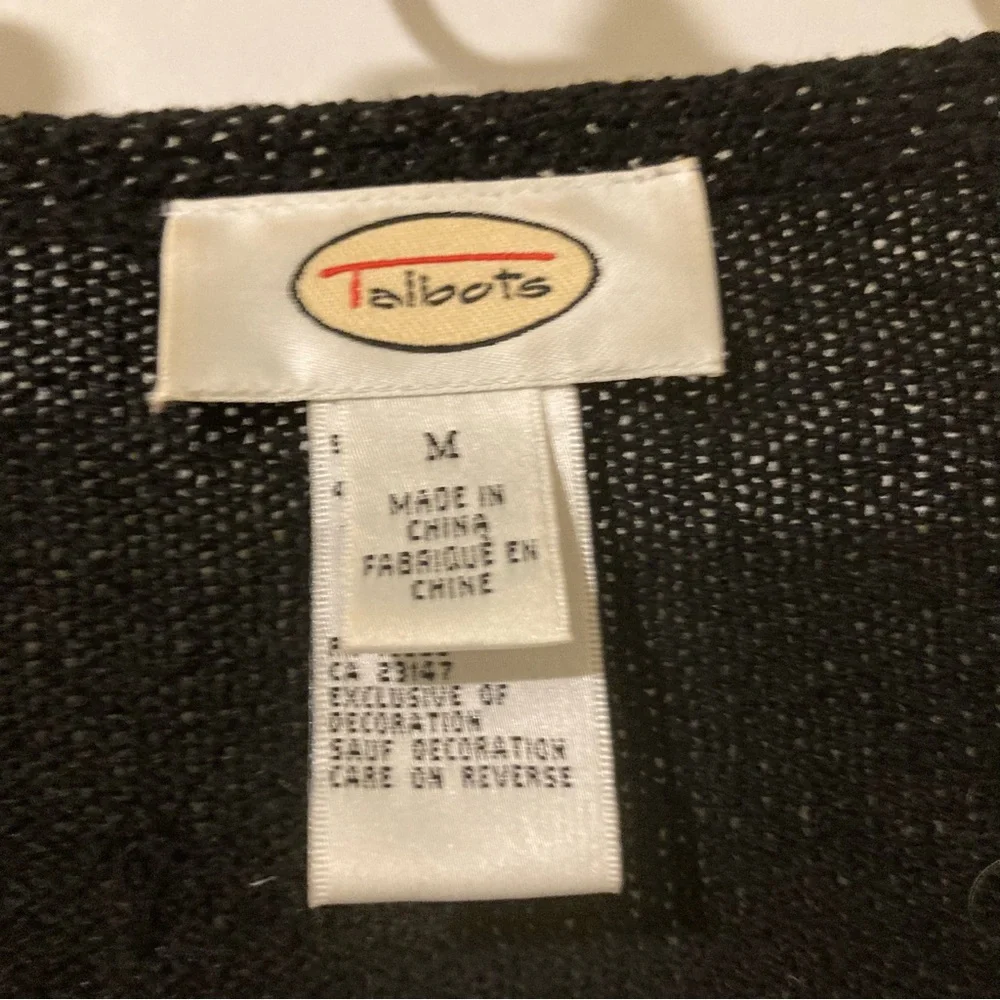 Talbots
M
MADE IN
CHINA
FABRIQUÉ EN
CHINE
CA 23147
EXCLUSIVE OF
DECORATION
SAUF DECORATION
CARE ON REVERSE